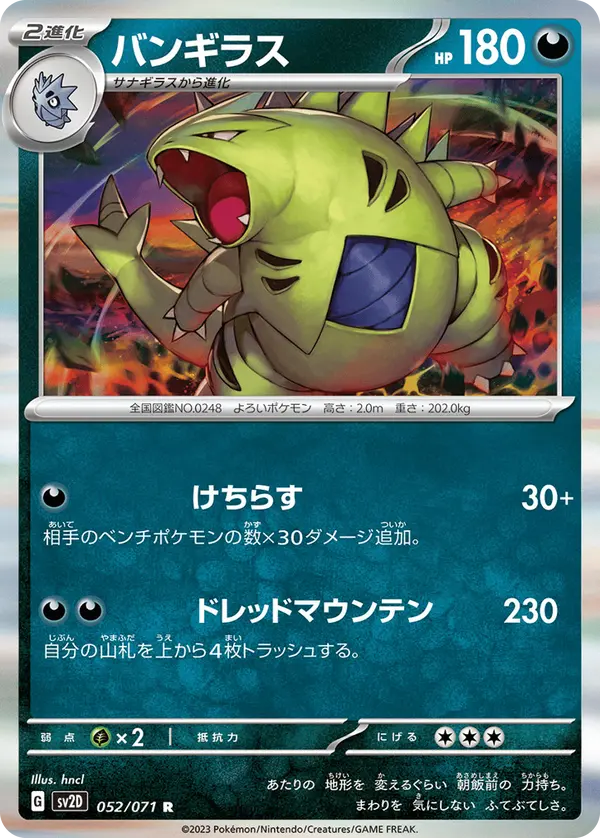 2進化
バンギラス
HP 180
サナギラスから進化
全国図鑑NO.0248 よろいポケモン 高さ:2.0m 重さ:202.0kg
けちらす 30+
相手のベンチポケモンの数×30ダメージ追加。
ドレッドマウンテン 230
自分の山札を上から4枚トラッシュする。
弱点 ×2 抵抗力 にげる
Illus. hncl
あたりの 地形を 変えるぐらい 朝飯前の 力持ち。
G SV2D 052/071 R
まわりを 気にしない ふてぶてしさ。
©2023 Pokémon/Nintendo/Creatures/GAME FREAK.